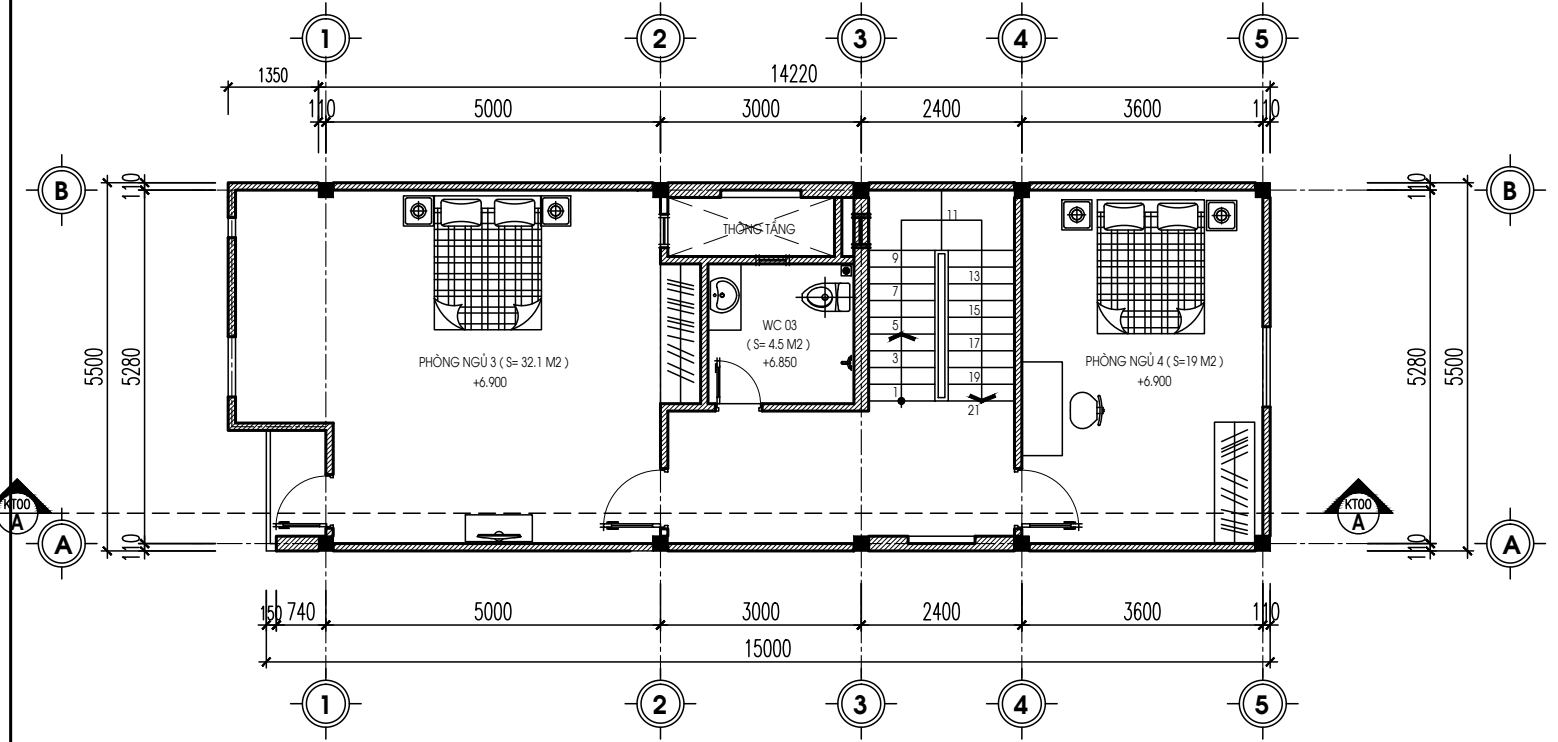 1 2 3 4 5
1350 14220
110 5000 3000 2400 3600 110
B B
110 110
THÔNG TẦNG
11
9
13
7
15
WC 03
5
( S= 4.5 M2 )
17
5500 5280 5280 5500
3
PHÒNG NGỦ 3 ( S= 32.1 M2 ) +6.850 PHÒNG NGỦ 4 ( S=19 M2 )
19
+6.900 +6.900
1
21
KT00 KT00
A A
A A
110 110
150 740 5000 3000 2400 3600 110
15000
1 2 3 4 5